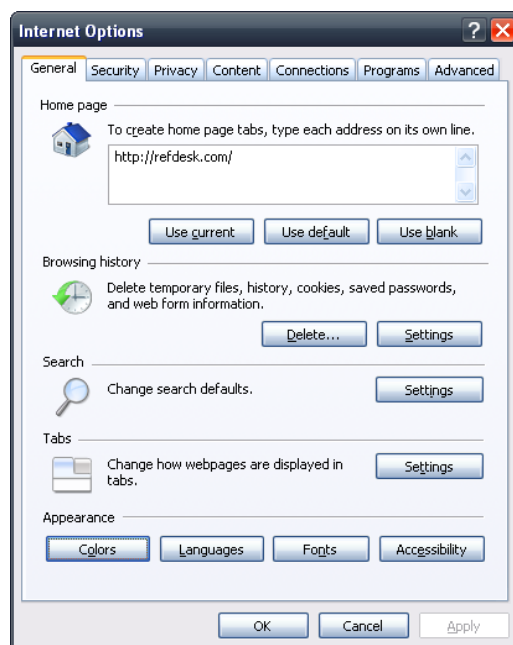 Internet Options
?
General Security Privacy Content Connections Programs Advanced
Home page
To create home page tabs, type each address on its own line.
http://refdesk.com/
Use current Use default Use blank
Browsing history
Delete temporary files, history, cookies, saved passwords,
and web form information.
Delete... Settings
Search
Change search defaults. Settings
Tabs
Change how webpages are displayed in
tabs.
Settings
Appearance
Colors Languages Fonts Accessibility
OK Cancel Apply